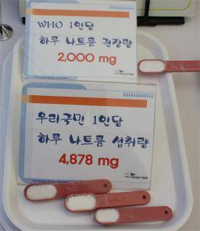 WHO 1인당
하루 나트륨 권장량
2,000 mg
우리국민 1인당
하루 나트륨 섭취량
4,878 mg